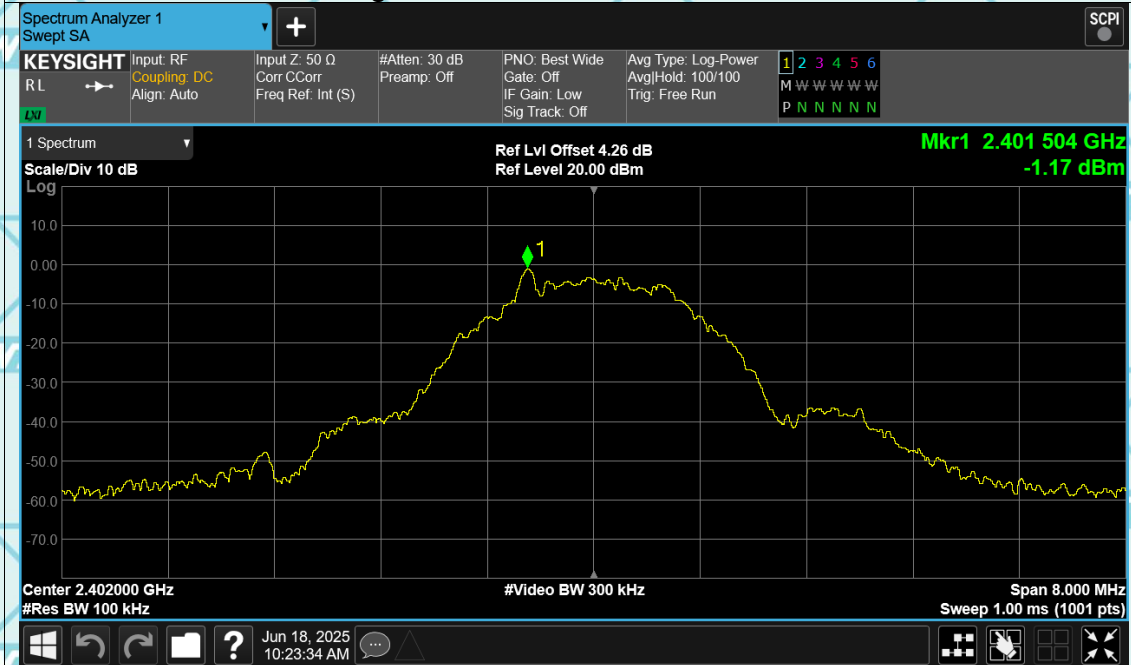 Spectrum Analyzer 1
Swept SA
+
SCPI
KEYSIGHT
R L
LXI
Input: RF
Coupling: DC
Align: Auto
Input Z: 50 Ω
Corr CCorr
Freq Ref: Int (S)
#Atten: 30 dB
Preamp: Off
PNO: Best Wide
Gate: Off
IF Gain: Low
Sig Track: Off
Avg Type: Log-Power
Avg|Hold: 100/100
Trig: Free Run
1 2 3 4 5 6
M W W W W W
P N N N N N
1 Spectrum
Scale/Div 10 dB
Ref Lvl Offset 4.26 dB
Ref Level 20.00 dBm
Mkr1 2.401 504 GHz
-1.17 dBm
Log
10.0
0.00
-10.0
-20.0
-30.0
-40.0
-50.0
-60.0
-70.0
1
Center 2.402000 GHz
#Video BW 300 kHz
Span 8.000 MHz
#Res BW 100 kHz
Sweep 1.00 ms (1001 pts)
?
Jun 18, 2025
10:23:34 AM